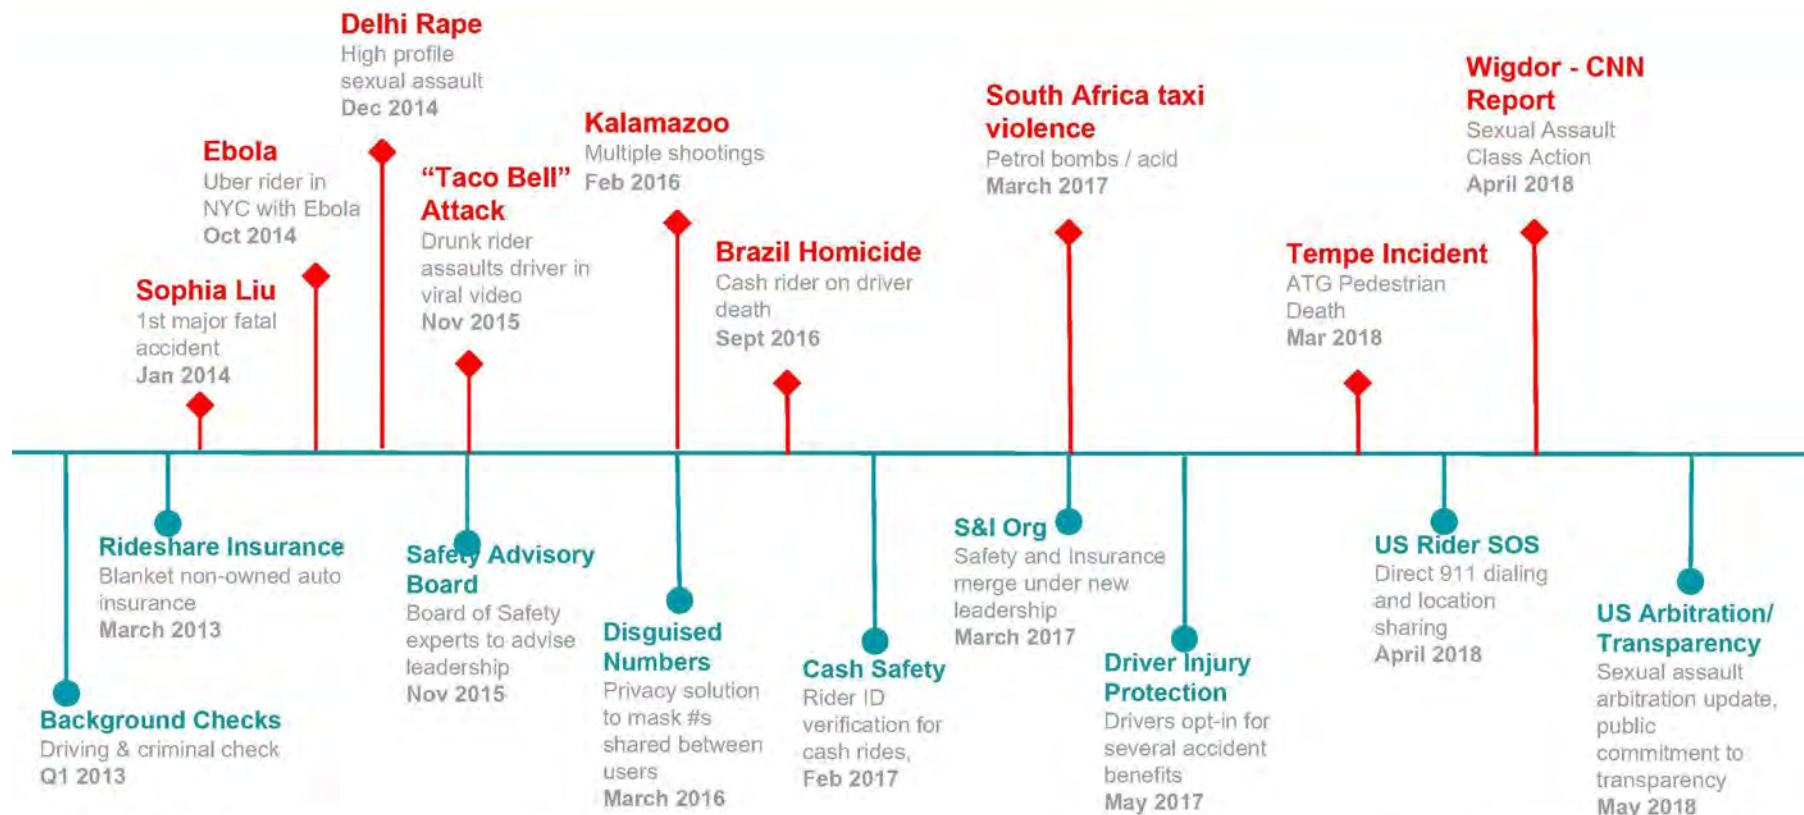 Delhi Rape
High profile
sexual assault
Dec 2014
Ebola
Uber rider in
NYC with Ebola
Oct 2014
Sophia Liu
1st major fatal
accident
Jan 2014
“Taco Bell”
Attack
Drunk rider
assaults driver in
viral video
Nov 2015
Kalamazoo
Multiple shootings
Feb 2016
Brazil Homicide
Cash rider on driver
death
Sept 2016
South Africa taxi
violence
Petrol bombs / acid
March 2017
Tempe Incident
ATG Pedestrian
Death
Mar 2018
Wigdor - CNN
Report
Sexual Assault
Class Action
April 2018
Background Checks
Driving & criminal check
Q1 2013
Rideshare Insurance
Blanket non-owned auto
insurance
March 2013
Safety Advisory
Board
Board of Safety
experts to advise
leadership
Nov 2015
Disguised
Numbers
Privacy solution
to mask #s
shared between
users
March 2016
Cash Safety
Rider ID
verification for
cash rides,
Feb 2017
S&I Org
Safety and Insurance
merge under new
leadership
March 2017
Driver Injury
Protection
Drivers opt-in for
several accident
benefits
May 2017
US Rider SOS
Direct 911 dialing
and location
sharing
April 2018
US Arbitration/
Transparency
Sexual assault
arbitration update,
public
commitment to
transparency
May 2018